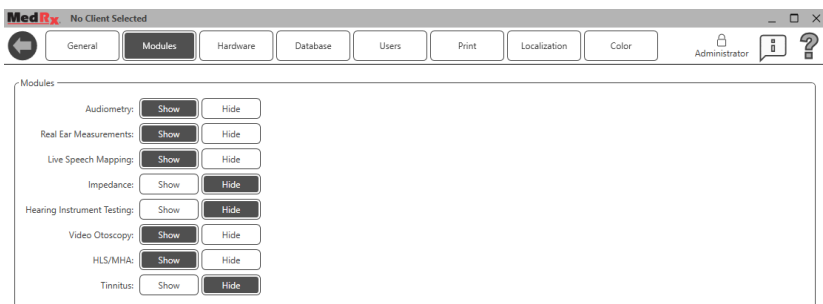 MedRx No Client Selected
General Modules Hardware Database Users Print Localization Color Administrator
Modules
Audiometry: Show Hide
Real Ear Measurements: Show Hide
Live Speech Mapping: Show Hide
Impedance: Show Hide
Hearing Instrument Testing: Show Hide
Video Otoscopy: Show Hide
HLS/MHA: Show Hide
Tinnitus: Show Hide